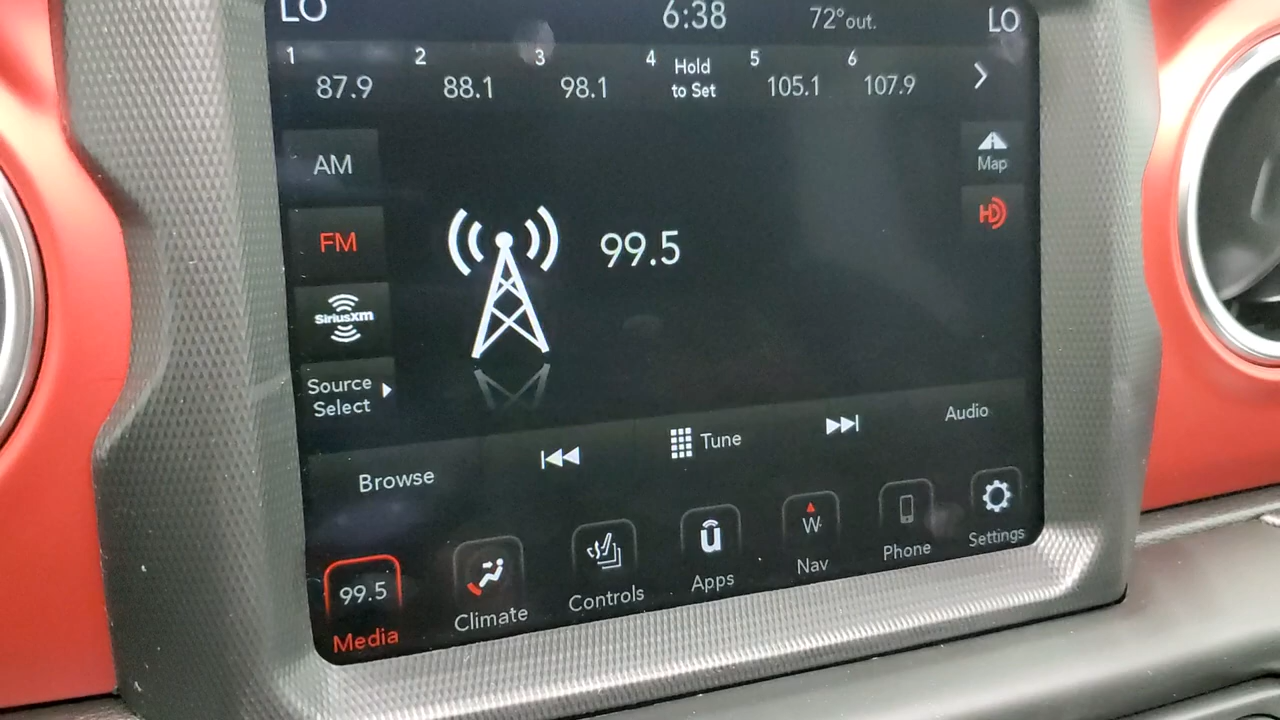 LO 6:38 72° out. LO
1 2 3 4 5 6
87.9 88.1 98.1 Hold 105.1 107.9
to Set
AM
Map
FM
HD
99.5
SiriusXM
Source
Select
Browse Tune Audio
99.5 W
Media Climate Controls Apps Nav Phone Settings